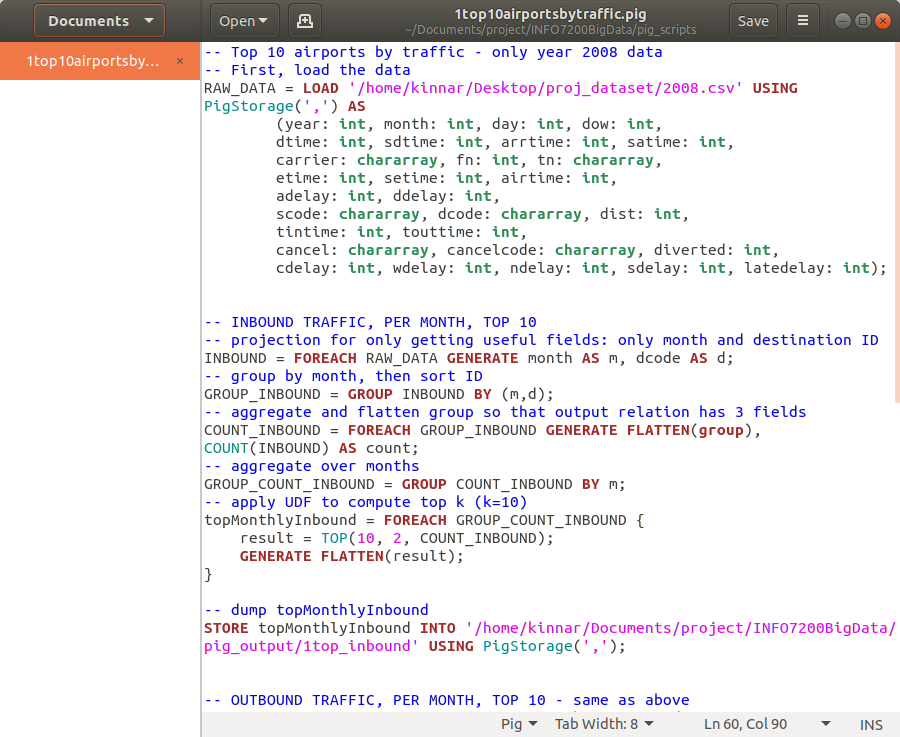 Documents
Open
1top10airportsbytraffic.pig
~/Documents/project/INFO7200BigData/pig_scripts
Save
1top10airportsby...
×
-- Top 10 airports by traffic - only year 2008 data
-- First, load the data
RAW_DATA = LOAD '/home/kinnar/Desktop/proj_dataset/2008.csv' USING
PigStorage(',') AS
(year: int, month: int, day: int, dow: int,
dtime: int, sdtime: int, arrtime: int, satime: int,
carrier: chararray, fn: int, tn: chararray,
etime: int, setime: int, airtime: int,
adelay: int, ddelay: int,
scode: chararray, dcode: chararray, dist: int,
tintime: int, touttime: int,
cancel: chararray, cancelcode: chararray, diverted: int,
cdelay: int, wdelay: int, ndelay: int, sdelay: int, latedelay: int);
-- INBOUND TRAFFIC, PER MONTH, TOP 10
-- projection for only getting useful fields: only month and destination ID
INBOUND = FOREACH RAW_DATA GENERATE month AS m, dcode AS d;
-- group by month, then sort ID
GROUP_INBOUND = GROUP INBOUND BY (m,d);
-- aggregate and flatten group so that output relation has 3 fields
COUNT_INBOUND = FOREACH GROUP_INBOUND GENERATE FLATTEN(group),
COUNT(INBOUND) AS count;
-- aggregate over months
GROUP_COUNT_INBOUND = GROUP COUNT_INBOUND BY m;
-- apply UDF to compute top k (k=10)
topMonthlyInbound = FOREACH GROUP_COUNT_INBOUND {
result = TOP(10, 2, COUNT_INBOUND);
GENERATE FLATTEN(result);
}
-- dump topMonthlyInbound
STORE topMonthlyInbound INTO '/home/kinnar/Documents/project/INFO7200BigData/
pig_output/1top_inbound' USING PigStorage(',');
-- OUTBOUND TRAFFIC, PER MONTH, TOP 10 - same as above
Pig
Tab Width: 8
Ln 60, Col 90
INS